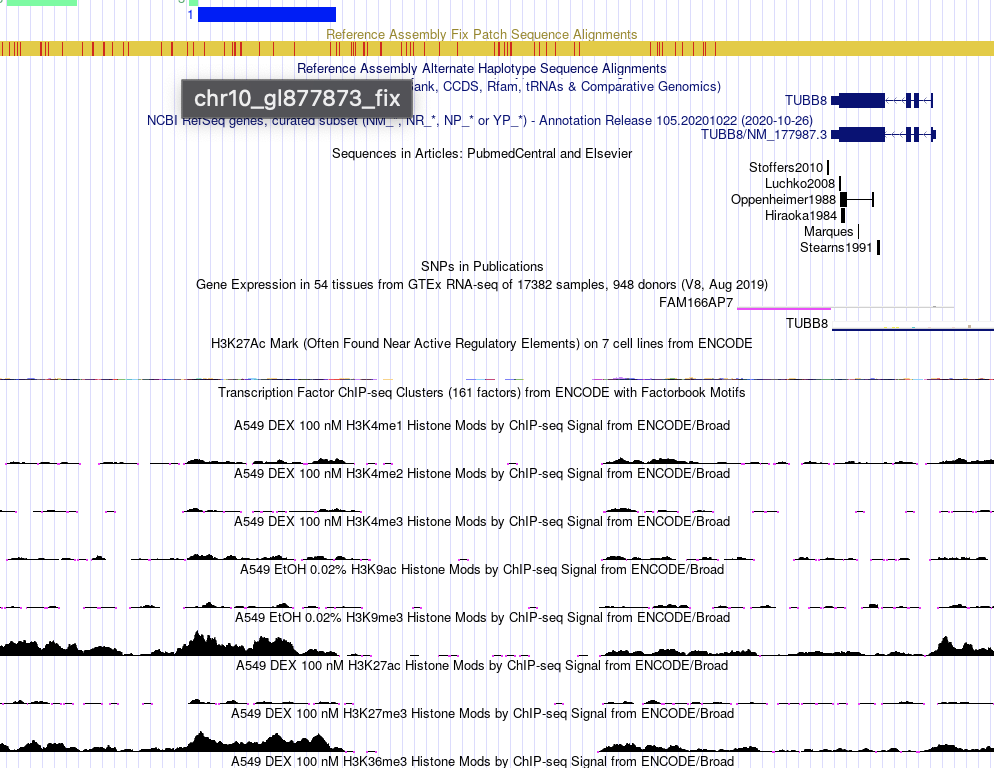 1
Reference Assembly Fix Patch Sequence Alignments
Reference Assembly Alternate Haplotype Sequence Alignments
chr10_gl877873_fix
ank, CCDS, Rfam, tRNAs & Comparative Genomics)
TUBB8
NCBI RefSeq genes, curated subset (NM_*, NR_*, NP_* or YP_*) - Annotation Release 105.20201022 (2020-10-26)
TUBB8/NM_177987.3
Sequences in Articles: PubmedCentral and Elsevier
Stoffers2010
Luchko2008
Oppenheimer1988
Hiraoka1984
Marques
Stearns1991
SNPs in Publications
Gene Expression in 54 tissues from GTEx RNA-seq of 17382 samples, 948 donors (V8, Aug 2019)
FAM166AP7
TUBB8
H3K27Ac Mark (Often Found Near Active Regulatory Elements) on 7 cell lines from ENCODE
Transcription Factor ChIP-seq Clusters (161 factors) from ENCODE with Factorbook Motifs
A549 DEX 100 nM H3K4me1 Histone Mods by ChIP-seq Signal from ENCODE/Broad
A549 DEX 100 nM H3K4me2 Histone Mods by ChIP-seq Signal from ENCODE/Broad
A549 DEX 100 nM H3K4me3 Histone Mods by ChIP-seq Signal from ENCODE/Broad
A549 EtOH 0.02% H3K9ac Histone Mods by ChIP-seq Signal from ENCODE/Broad
A549 EtOH 0.02% H3K9me3 Histone Mods by ChIP-seq Signal from ENCODE/Broad
A549 DEX 100 nM H3K27ac Histone Mods by ChIP-seq Signal from ENCODE/Broad
A549 DEX 100 nM H3K27me3 Histone Mods by ChIP-seq Signal from ENCODE/Broad
A549 DEX 100 nM H3K36me3 Histone Mods by ChIP-seq Signal from ENCODE/Broad